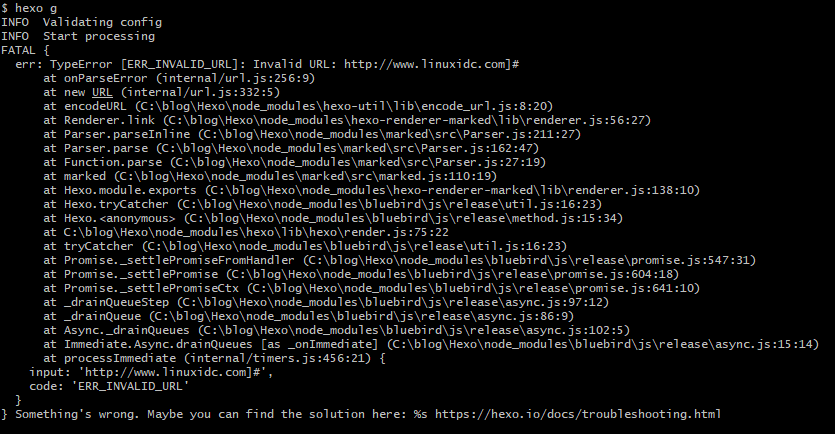 $ hexo g
INFO  Validating config
INFO  Start processing
FATAL {
  err: TypeError [ERR_INVALID_URL]: Invalid URL: http://www.linuxidc.com]#
      at onParseError (internal/url.js:256:9)
      at new URL (internal/url.js:332:5)
      at encodeURL (C:\blog\Hexo\node_modules\hexo-util\lib\encode_url.js:8:20)
      at Renderer.link (C:\blog\Hexo\node_modules\hexo-renderer-marked\lib\renderer.js:56:27)
      at Parser.parseInline (C:\blog\Hexo\node_modules\marked\src\Parser.js:211:27)
      at Parser.parse (C:\blog\Hexo\node_modules\marked\src\Parser.js:162:47)
      at Function.parse (C:\blog\Hexo\node_modules\marked\src\Parser.js:27:19)
      at marked (C:\blog\Hexo\node_modules\marked\src\marked.js:110:19)
      at Hexo.module.exports (C:\blog\Hexo\node_modules\hexo-renderer-marked\lib\renderer.js:138:10)
      at Hexo.tryCatcher (C:\blog\Hexo\node_modules\bluebird\js\release\util.js:16:23)
      at Hexo.<anonymous> (C:\blog\Hexo\node_modules\bluebird\js\release\method.js:15:34)
      at C:\blog\Hexo\node_modules\hexo\lib\hexo\render.js:75:22
      at tryCatcher (C:\blog\Hexo\node_modules\bluebird\js\release\util.js:16:23)
      at Promise._settlePromiseFromHandler (C:\blog\Hexo\node_modules\bluebird\js\release\promise.js:547:31)
      at Promise._settlePromise (C:\blog\Hexo\node_modules\bluebird\js\release\promise.js:604:18)
      at Promise._settlePromiseCtx (C:\blog\Hexo\node_modules\bluebird\js\release\promise.js:641:10)
      at _drainQueueStep (C:\blog\Hexo\node_modules\bluebird\js\release\async.js:97:12)
      at _drainQueue (C:\blog\Hexo\node_modules\bluebird\js\release\async.js:86:9)
      at Async._drainQueues (C:\blog\Hexo\node_modules\bluebird\js\release\async.js:102:5)
      at Immediate.Async.drainQueues [as _onImmediate] (C:\blog\Hexo\node_modules\bluebird\js\release\async.js:15:14)
      at processImmediate (internal/timers.js:456:21) {
    input: 'http://www.linuxidc.com]#',
    code: 'ERR_INVALID_URL'
  }
} Something's wrong. Maybe you can find the solution here: %s https://hexo.io/docs/troubleshooting.html